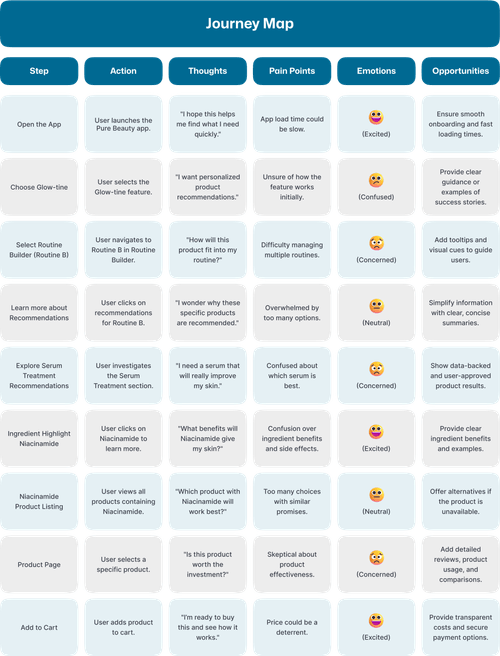 Journey Map
Step
Action
Thoughts
Pain Points
Emotions
Opportunities
Open the App
User launches the
Pure Beauty app.
"I hope this helps
me find what I need
quickly."
App load time could
be slow.
(Excited)
Ensure smooth
onboarding and fast
loading times.
Choose Glow-tine
User selects the
Glow-tine feature.
"I want personalized
product
recommendations."
Unsure of how the
feature works
initially.
(Confused)
Provide clear
guidance or
examples of
success stories.
Select Routine
Builder (Routine B)
User navigates to
Routine B in Routine
Builder.
"How will this
product fit into my
routine?"
Difficulty managing
multiple routines.
(Concerned)
Add tooltips and
visual cues to guide
users.
Learn more about
Recommendations
User clicks on
recommendations
for Routine B.
"I wonder why these
specific products
are recommended."
Overwhelmed by
too many options.
(Neutral)
Simplify information
with clear, concise
summaries.
Explore Serum
Treatment
Recommendations
User investigates
the Serum
Treatment section.
"I need a serum that
will really improve
my skin."
Confused about
which serum is
best.
(Concerned)
Show data-backed
and user-approved
product results.
Ingredient Highlight
Niacinamide
User clicks on
Niacinamide to
learn more.
"What benefits will
Niacinamide give
my skin?"
Confusion over
ingredient benefits
and side effects.
(Excited)
Provide clear
ingredient benefits
and examples.
Niacinamide
Product Listing
User views all
products containing
Niacinamide.
"Which product with
Niacinamide will
work best?"
Too many choices
with similar
promises.
(Neutral)
Offer alternatives if
the product is
unavailable.
Product Page
User selects a
specific product.
"Is this product
worth the
investment?"
Skeptical about
product
effectiveness.
(Concerned)
Add detailed
reviews, product
usage, and
comparisons.
Add to Cart
User adds product
to cart.
"I'm ready to buy
this and see how it
works."
Price could be a
deterrent.
(Excited)
Provide transparent
costs and secure
payment options.